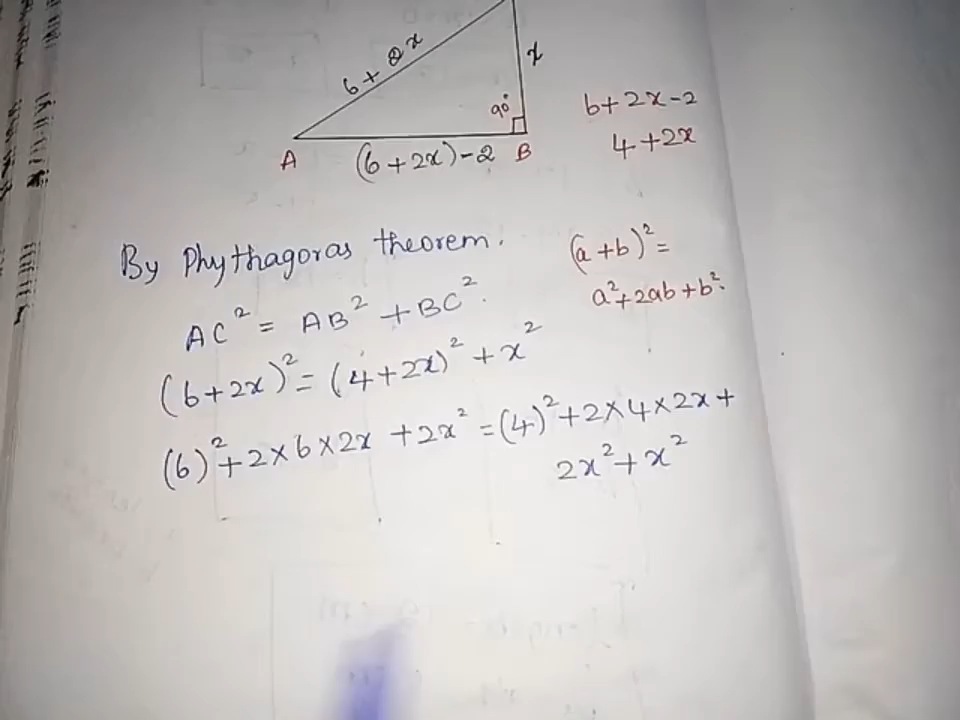 6 + 2x
x
90°
A
(6 + 2x) - 2
B
6 + 2x - 2
4 + 2x
By Phythagoras theorem.
(a + b)² =
a² + 2ab + b².
AC² = AB² + BC².
(6 + 2x)² = (4 + 2x)² + x²
(6)² + 2 × 6 × 2x + 2x² = (4)² + 2 × 4 × 2x +
2x² + x²